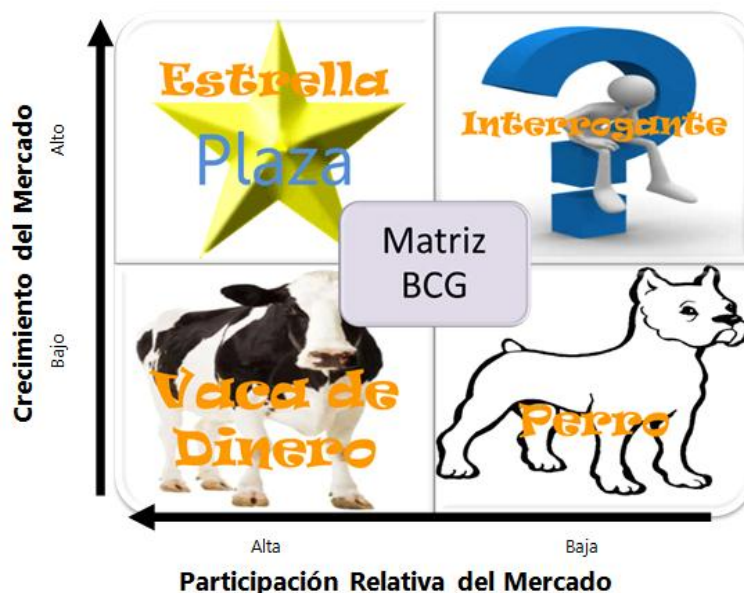 Estrella
Plaza
Interrogante
Matriz
BCG
Vaca de
Dinero
Perro
Crecimiento del Mercado
Alto
Bajo
Alta
Baja
Participación Relativa del Mercado